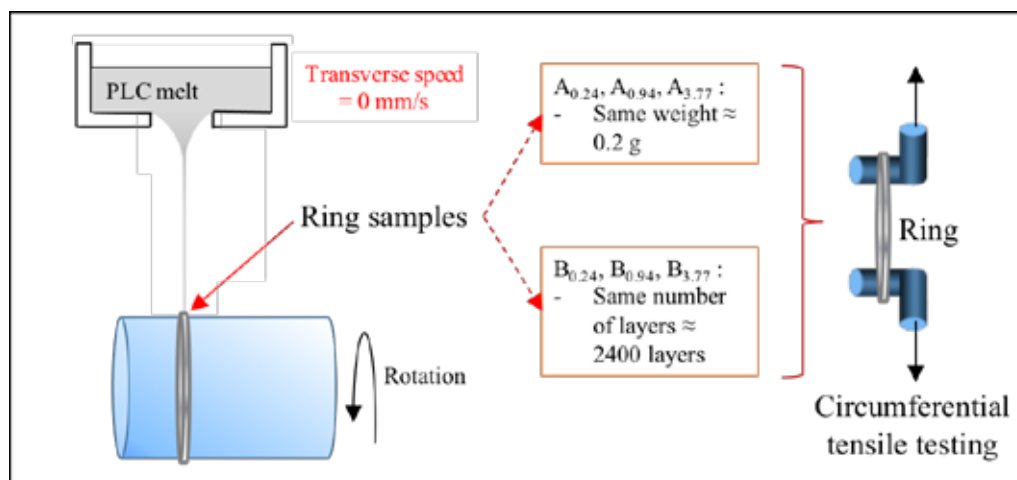 PLC melt
Transverse speed
= 0 mm/s
Ring samples
Rotation
A0.24, A0.94, A3.77 :
- Same weight ≈
0.2 g
B0.24, B0.94, B3.77 :
- Same number
of layers ≈
2400 layers
Ring
Circumferential
tensile testing